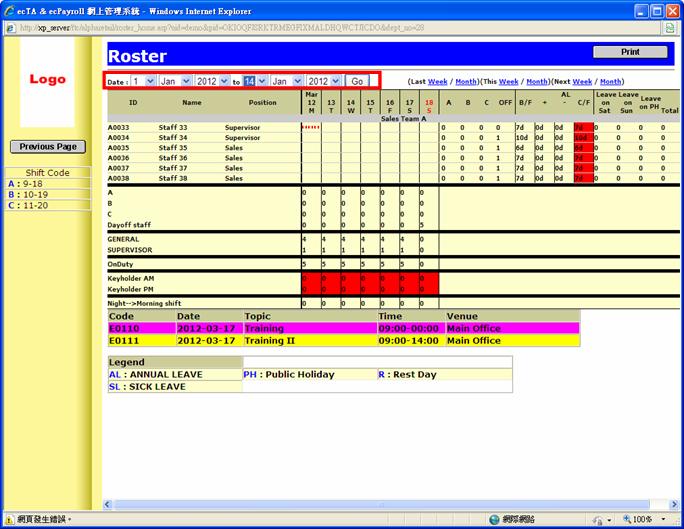 ecTA & ecPayroll 網上管理系統 - Windows Internet Explorer
Logo
Previous Page
Shift Code
A : 9-18
B : 10-19
C : 11-20
Roster
Print
Date : 1 Jan 2012 to 14 Jan 2012 Go
(Last Week / Month)(This Week / Month)(Next Week / Month)
ID Name Position Mar 12 M 13 T 14 W 15 T 16 F 17 S 18 S A B C OFF B/F + AL - C/F Leave on Sat Leave on Sun Leave on PH Total
Sales Team A
A0033 Staff 33 Supervisor 0 0 0 1 7d 0d 0d 7d 0 0 0 0
A0034 Staff 34 Supervisor 0 0 0 1 10d 0d 0d 10d 0 0 0 0
A0035 Staff 35 Sales 0 0 0 0 6d 0d 0d 6d 0 0 0 0
A0036 Staff 36 Sales 0 0 0 1 7d 0d 0d 7d 0 0 0 0
A0037 Staff 37 Sales 0 0 0 1 7d 0d 0d 7d 0 0 0 0
A0038 Staff 38 Sales 0 0 0 1 7d 0d 0d 7d 0 0 0 0
A 0 0 0 0 0 0 0
B 0 0 0 0 0 0 0
C 0 0 0 0 0 0 0
Dayoff staff 0 0 0 0 0 0 5
GENERAL 4 4 4 4 4 4 0
SUPERVISOR 1 1 1 1 1 1 0
OnDuty 5 5 5 5 5 5 0
Keyholder AM 0 0 0 0 0 0 0
Keyholder PM 0 0 0 0 0 0 0
Night-->Morning shift 0 0 0 0 0 0 0
Code Date Topic Time Venue
E0110 2012-03-17 Training 09:00-00:00 Main Office
E0111 2012-03-17 Training II 09:00-14:00 Main Office
Legend
AL : ANNUAL LEAVE PH : Public Holiday R : Rest Day
SL : SICK LEAVE
網頁發生錯誤。 網際網路 100%